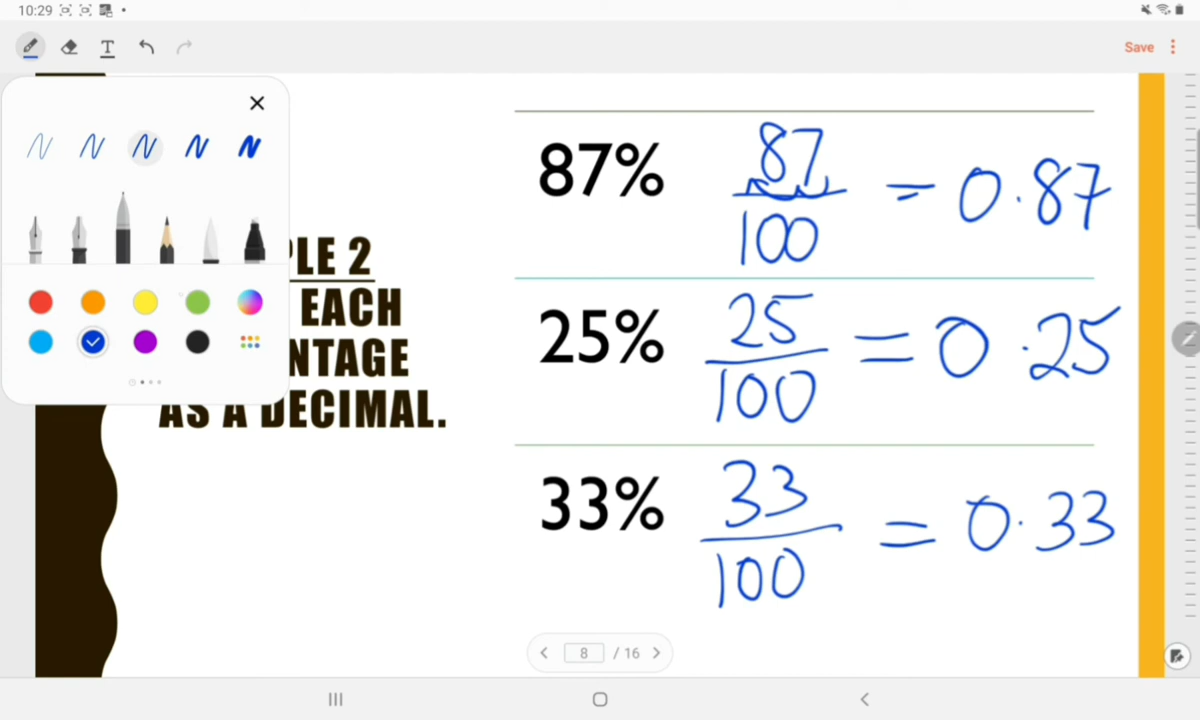 10:29
T
Save
PLE 2
EACH
NTAGE
AS A DECIMAL.
87% 87/100 = 0.87
25% 25/100 = 0.25
33% 33/100 = 0.33
8 / 16